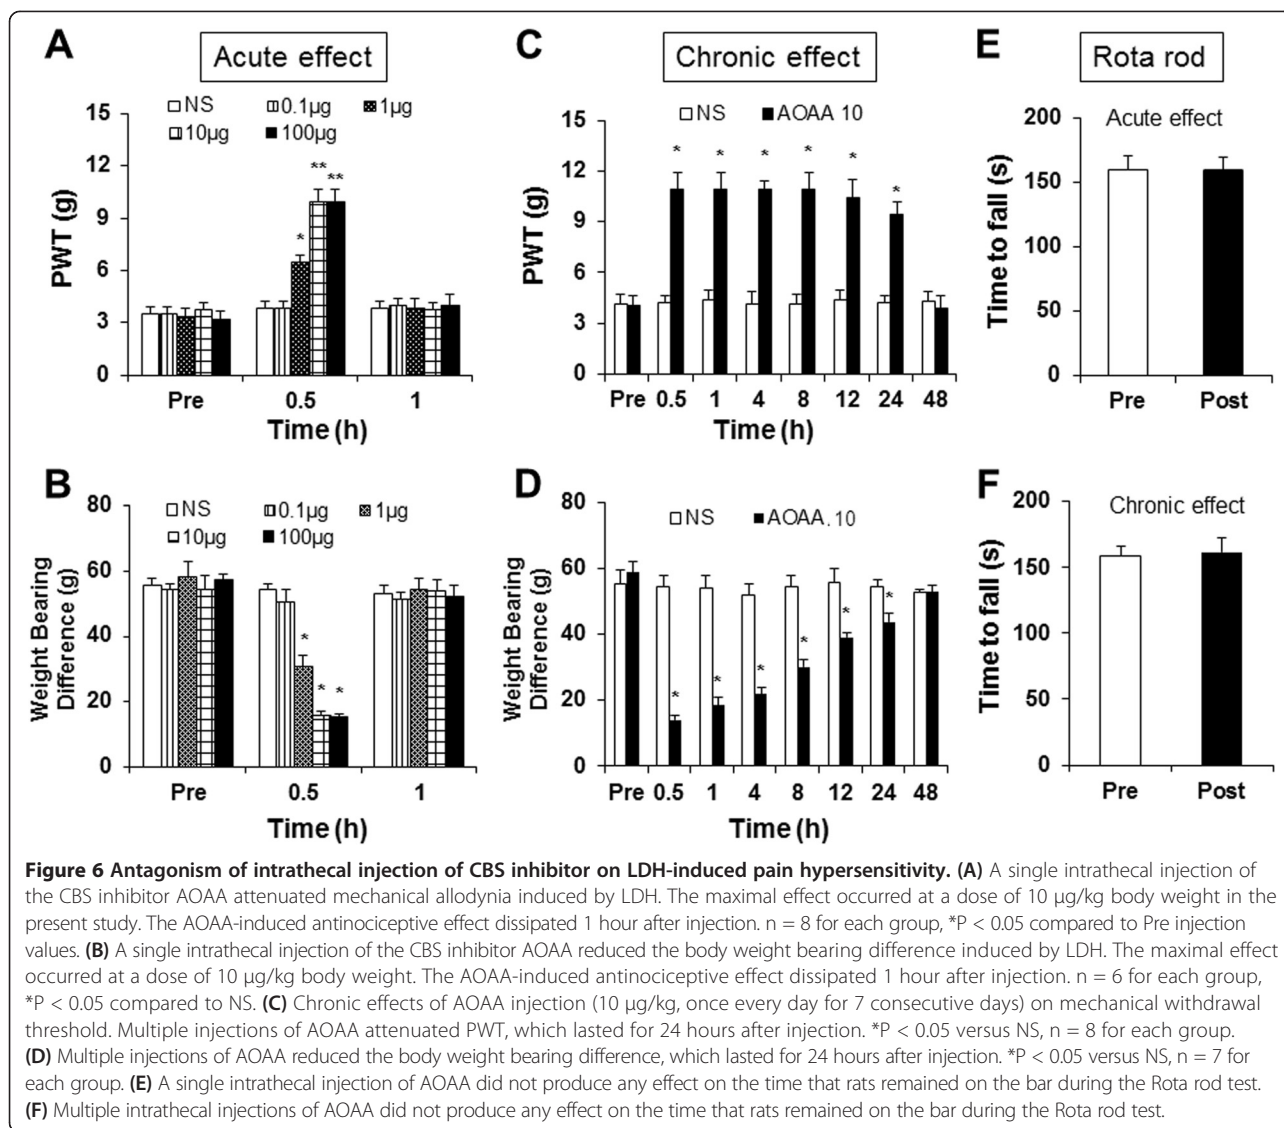 A
Acute effect
NS
0.1µg
1µg
10µg
100µg
15
12
9
6
3
0
PWT (g)
*
**
**
Pre
0.5
1
Time (h)
C
Chronic effect
NS
AOAA 10
15
12
9
6
3
0
PWT (g)
*
*
*
*
*
*
Pre 0.5 1 4 8 12 24 48
Time (h)
E
Rota rod
Acute effect
200
150
100
50
0
Time to fall (s)
Pre
Post
B
NS
0.1µg
1µg
10µg
100µg
80
60
40
20
0
Weight Bearing
Difference (g)
*
*
*
Pre
0.5
1
Time (h)
D
NS
AOAA. 10
80
60
40
20
0
Weight Bearing
Difference (g)
*
*
*
*
*
*
Pre 0.5 1 4 8 12 24 48
Time (h)
F
Chronic effect
200
150
100
50
0
Time to fall (s)
Pre
Post
Figure 6 Antagonism of intrathecal injection of CBS inhibitor on LDH-induced pain hypersensitivity. (A) A single intrathecal injection of
the CBS inhibitor AOAA attenuated mechanical allodynia induced by LDH. The maximal effect occurred at a dose of 10 µg/kg body weight in the
present study. The AOAA-induced antinociceptive effect dissipated 1 hour after injection. n = 8 for each group, *P < 0.05 compared to Pre injection
values. (B) A single intrathecal injection of the CBS inhibitor AOAA reduced the body weight bearing difference induced by LDH. The maximal effect
occurred at a dose of 10 µg/kg body weight. The AOAA-induced antinociceptive effect dissipated 1 hour after injection. n = 6 for each group,
*P < 0.05 compared to NS. (C) Chronic effects of AOAA injection (10 µg/kg, once every day for 7 consecutive days) on mechanical withdrawal
threshold. Multiple injections of AOAA attenuated PWT, which lasted for 24 hours after injection. *P < 0.05 versus NS, n = 8 for each group.
(D) Multiple injections of AOAA reduced the body weight bearing difference, which lasted for 24 hours after injection. *P < 0.05 versus NS, n = 7 for
each group. (E) A single intrathecal injection of AOAA did not produce any effect on the time that rats remained on the bar during the Rota rod test.
(F) Multiple intrathecal injections of AOAA did not produce any effect on the time that rats remained on the bar during the Rota rod test.